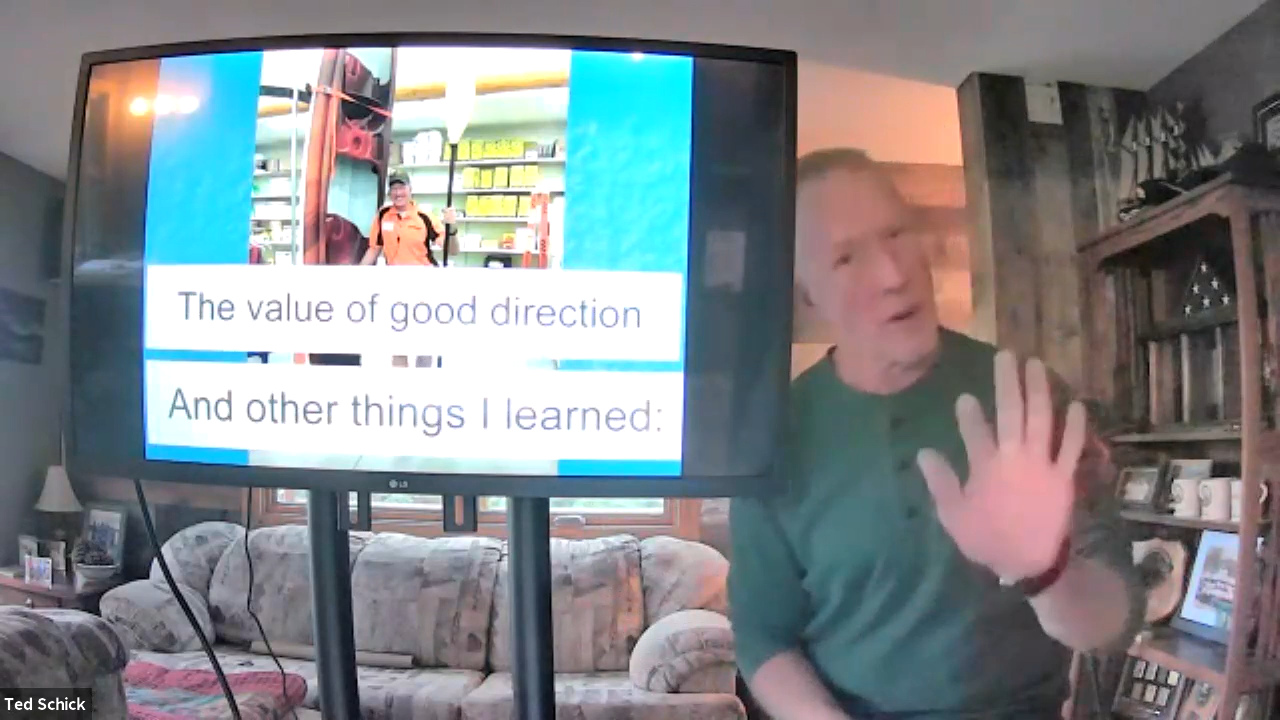 The value of good direction
And other things I learned:
LG
Ted Schick